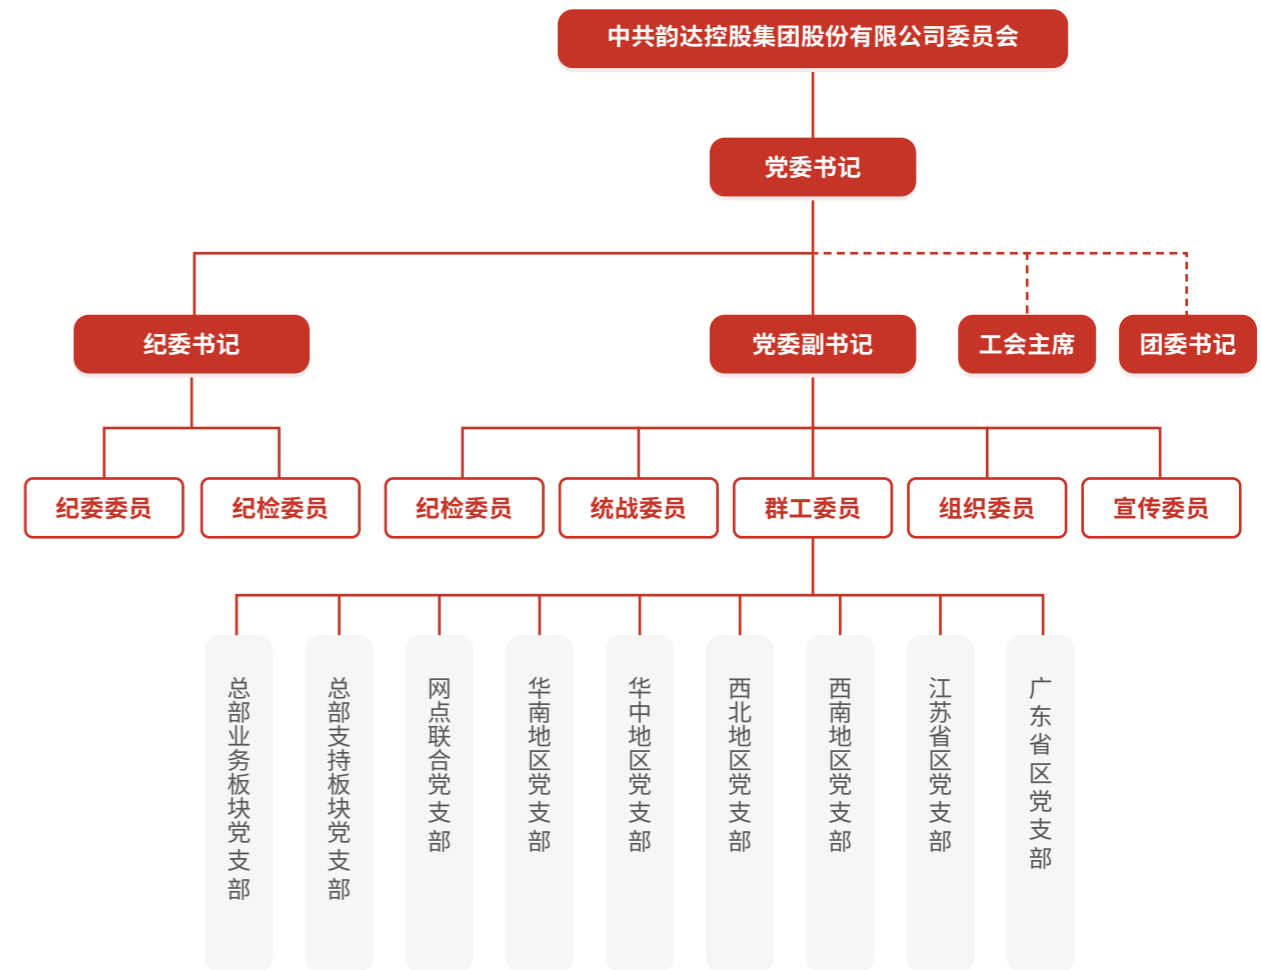 中共韵达控股集团股份有限公司委员会
党委书记
纪委书记
党委副书记
工会主席
团委书记
纪委委员
纪检委员
纪检委员
统战委员
群工委员
组织委员
宣传委员
总部业务板块党支部
总部支持板块党支部
网点联合党支部
华南地区党支部
华中地区党支部
西北地区党支部
西南地区党支部
江苏省区党支部
广东省区党支部